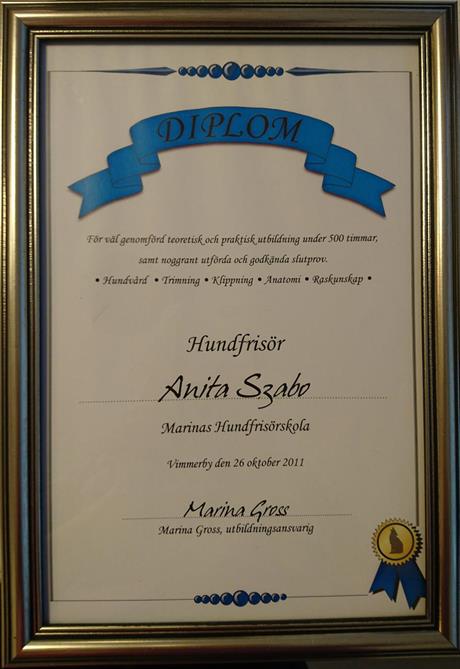 DIPLOM
För väl genomförd teoretisk och praktisk utbildning under 500 timmar,
samt noggrant utförda och godkända slutprov.
• Hundvård • Trimning • Klippning • Anatomi • Raskunskap •
Hundfrisör
Anita Szabo
Marinas Hundfrisörskola
Vimmerby den 26 oktober 2011
Marina Gross
Marina Gross, utbildningsansvarig